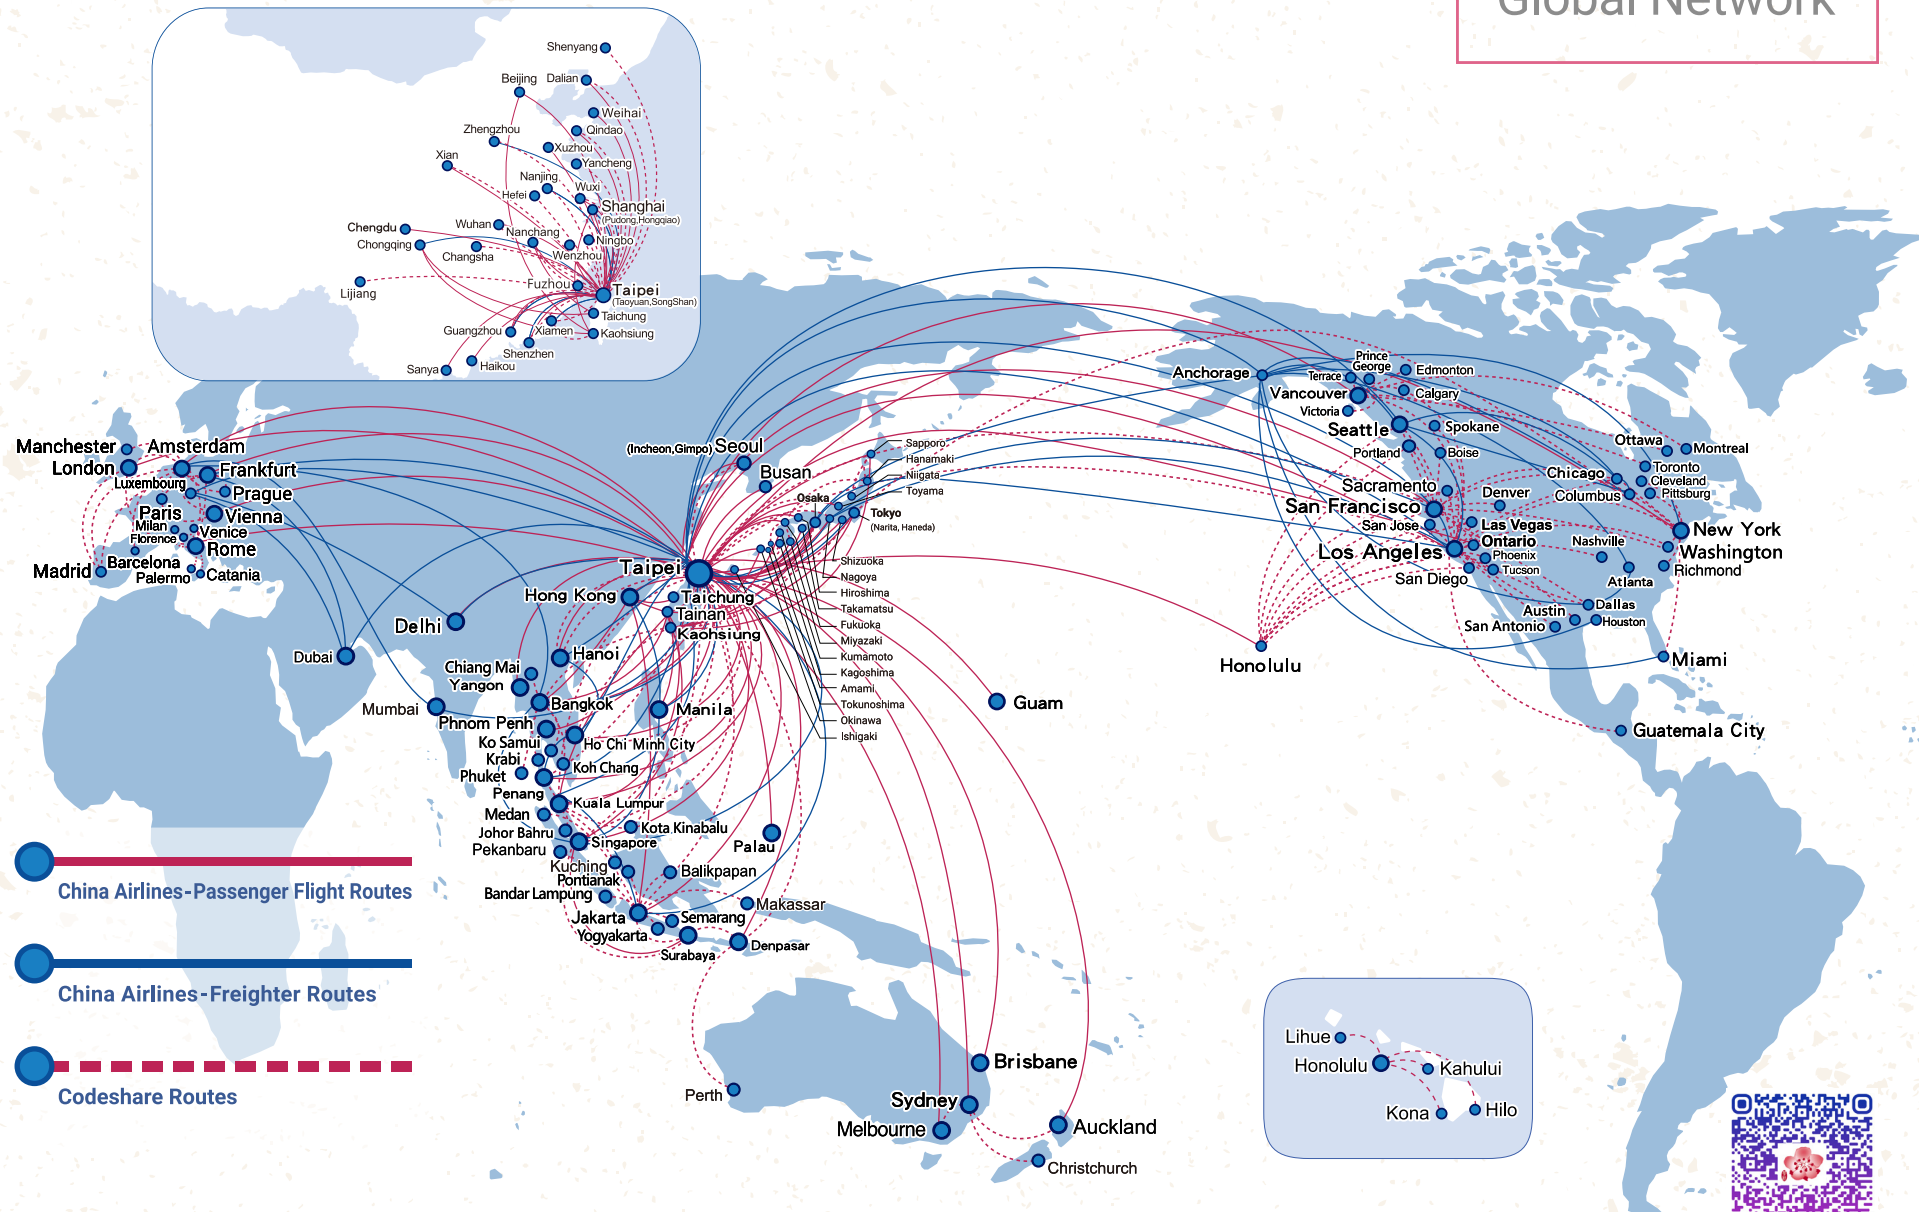 Global Network
Shenyang
Beijing
Dalian
Weihai
Zhengzhou
Qindao
Xuzhou
Xian
Yancheng
Nanjing
Wuxi
Hefei
Shanghai
(Pudong,Hongqiao)
Chengdu
Wuhan
Nanchang
Ningbo
Chongqing
Changsha
Wenzhou
Lijiang
Fuzhou
Taipei
(Taoyuan,SongShan)
Taichung
Guangzhou
Xiamen
Kaohsiung
Shenzhen
Sanya
Haikou
Manchester
Amsterdam
London
Frankfurt
Luxembourg
Prague
Paris
Vienna
Milan
Venice
Florence
Rome
Barcelona
Madrid
Palermo
Catania
(Incheon,Gimpo) Seoul
Busan
Sapporo
Hanamaki
Niigata
Toyama
Osaka
Tokyo
(Narita, Haneda)
Taipei
Shizuoka
Nagoya
Hiroshima
Takamatsu
Fukuoka
Miyazaki
Kumamoto
Kagoshima
Amami
Tokunoshima
Okinawa
Ishigaki
Hong Kong
Taichung
Tainan
Kaohsiung
Delhi
Dubai
Hanoi
Chiang Mai
Yangon
Mumbai
Bangkok
Manila
Guam
Phnom Penh
Ho Chi Minh City
Ko Samui
Krabi
Koh Chang
Phuket
Penang
Kuala Lumpur
Medan
Johor Bahru
Kota Kinabalu
Singapore
Palau
Pekanbaru
Kuching
Pontianak
Balikpapan
Bandar Lampung
Makassar
Jakarta
Semarang
Yogyakarta
Surabaya
Denpasar
Perth
Brisbane
Sydney
Melbourne
Auckland
Christchurch
Anchorage
Prince
George
Terrace
Edmonton
Vancouver
Calgary
Victoria
Seattle
Spokane
Portland
Boise
Ottawa
Montreal
Toronto
Chicago
Cleveland
Columbus
Pittsburg
Sacramento
Denver
San Francisco
San Jose
Las Vegas
New York
Ontario
Nashville
Los Angeles
Phoenix
Washington
Tucson
Richmond
San Diego
Atlanta
Austin
Dallas
San Antonio
Houston
Miami
Honolulu
Guatemala City
China Airlines-Passenger Flight Routes
China Airlines-Freighter Routes
Codeshare Routes
Lihue
Honolulu
Kahului
Kona
Hilo